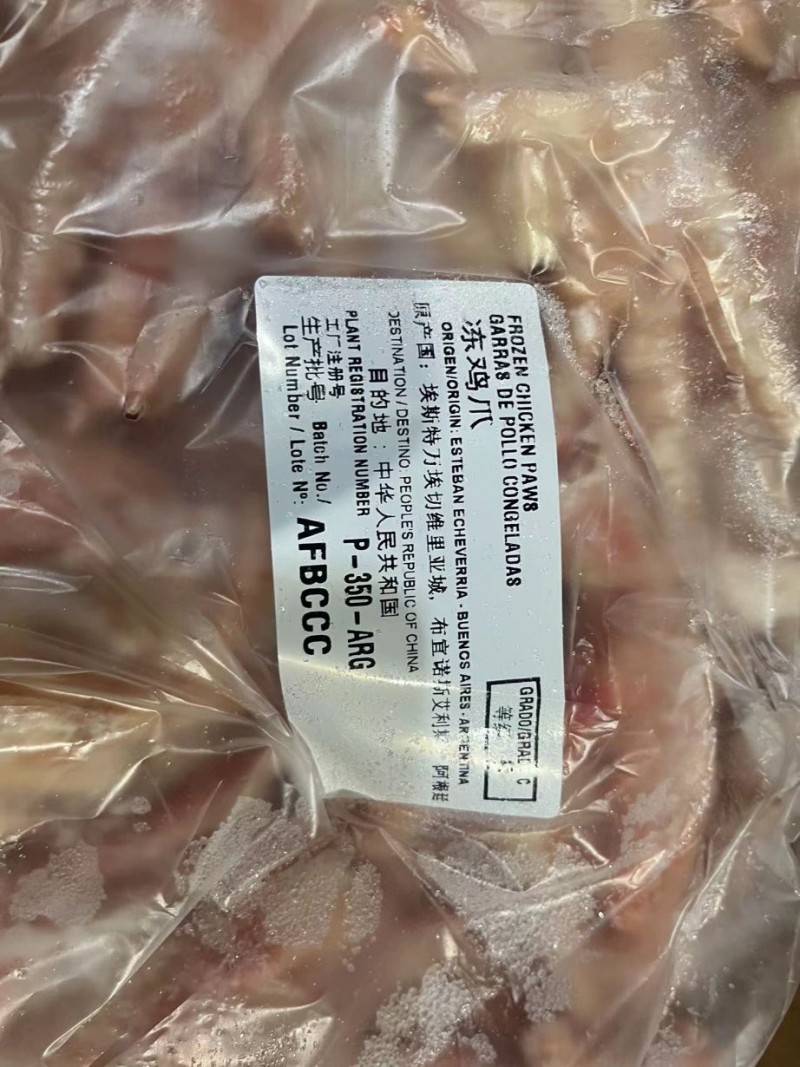 FROZEN CHICKEN PAWS
GARRAS DE POLLO CONGELADAS
冻鸡爪
GRADO/GRADE C
ORIGEN/ORIGIN: ESTEBAN ECHEVERRIA - BUENOS AIRES - ARGENTINA
原产国：埃斯特万埃切维里亚城，布宜诺斯艾利斯 阿根廷
DESTINATION/DESTINO: PEOPLE'S REPUBLIC OF CHINA
目的地：中华人民共和国
PLANT REGISTRATION NUMBER P-350-ARG
工厂注册号
生产批号 Batch No./
Lot Number / Lote Nº: AFBCCC